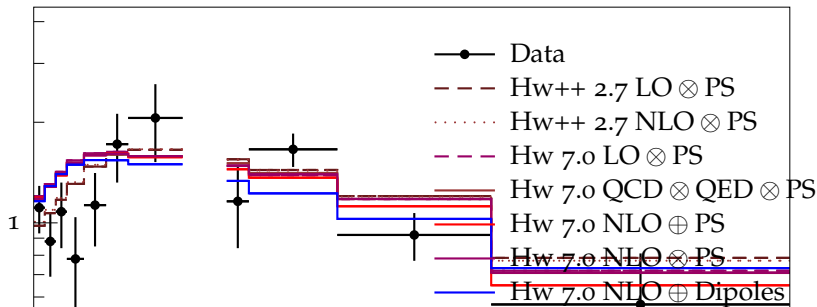 Data
Hw++ 2.7 LO ⊗ PS
Hw++ 2.7 NLO ⊗ PS
Hw 7.0 LO ⊗ PS
Hw 7.0 QCD ⊗ QED ⊗ PS
Hw 7.0 NLO ⊕ PS
1
Hw 7.0 NLO ⊗ PS
Hw 7.0 NLO ⊕ Dipoles